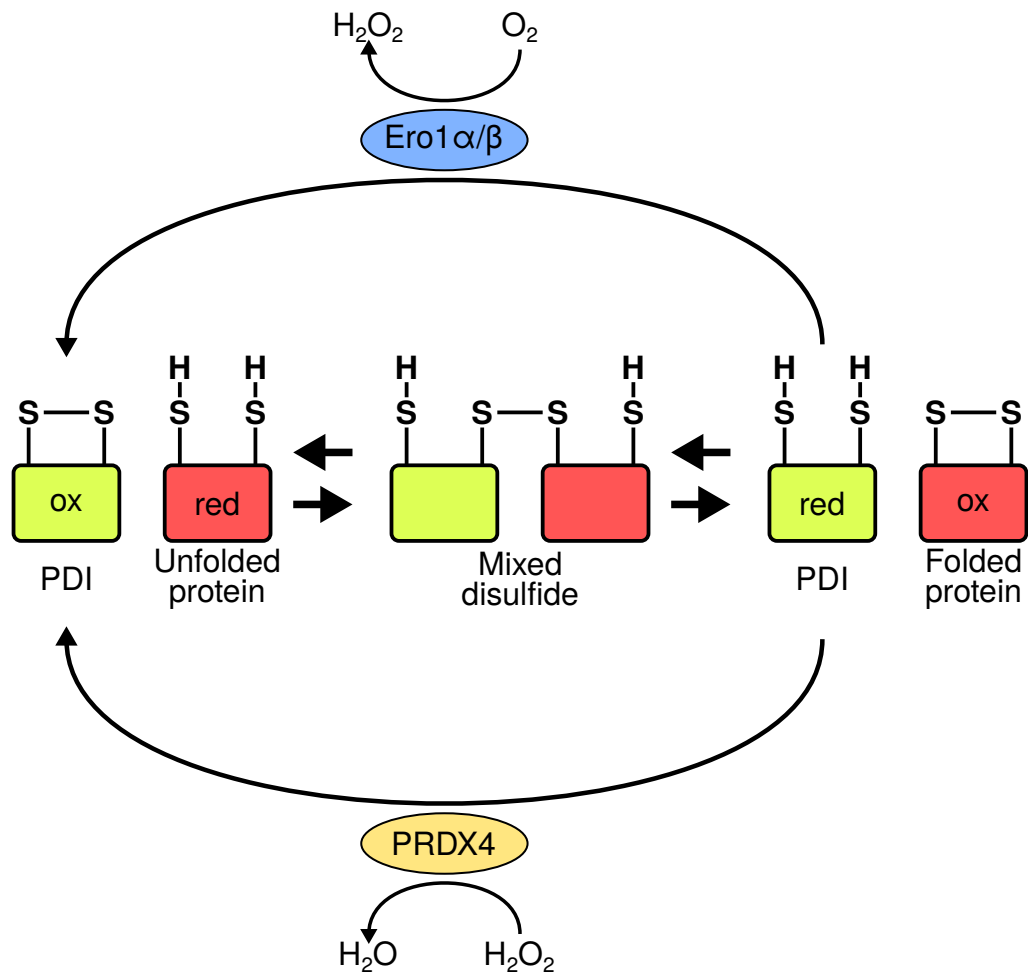 H₂O₂ O₂
Ero1α/β
H H H H H H
S S S S S S S S S S S S
ox red red ox
PDI Unfolded protein Mixed disulfide PDI Folded protein
PRDX4
H₂O H₂O₂